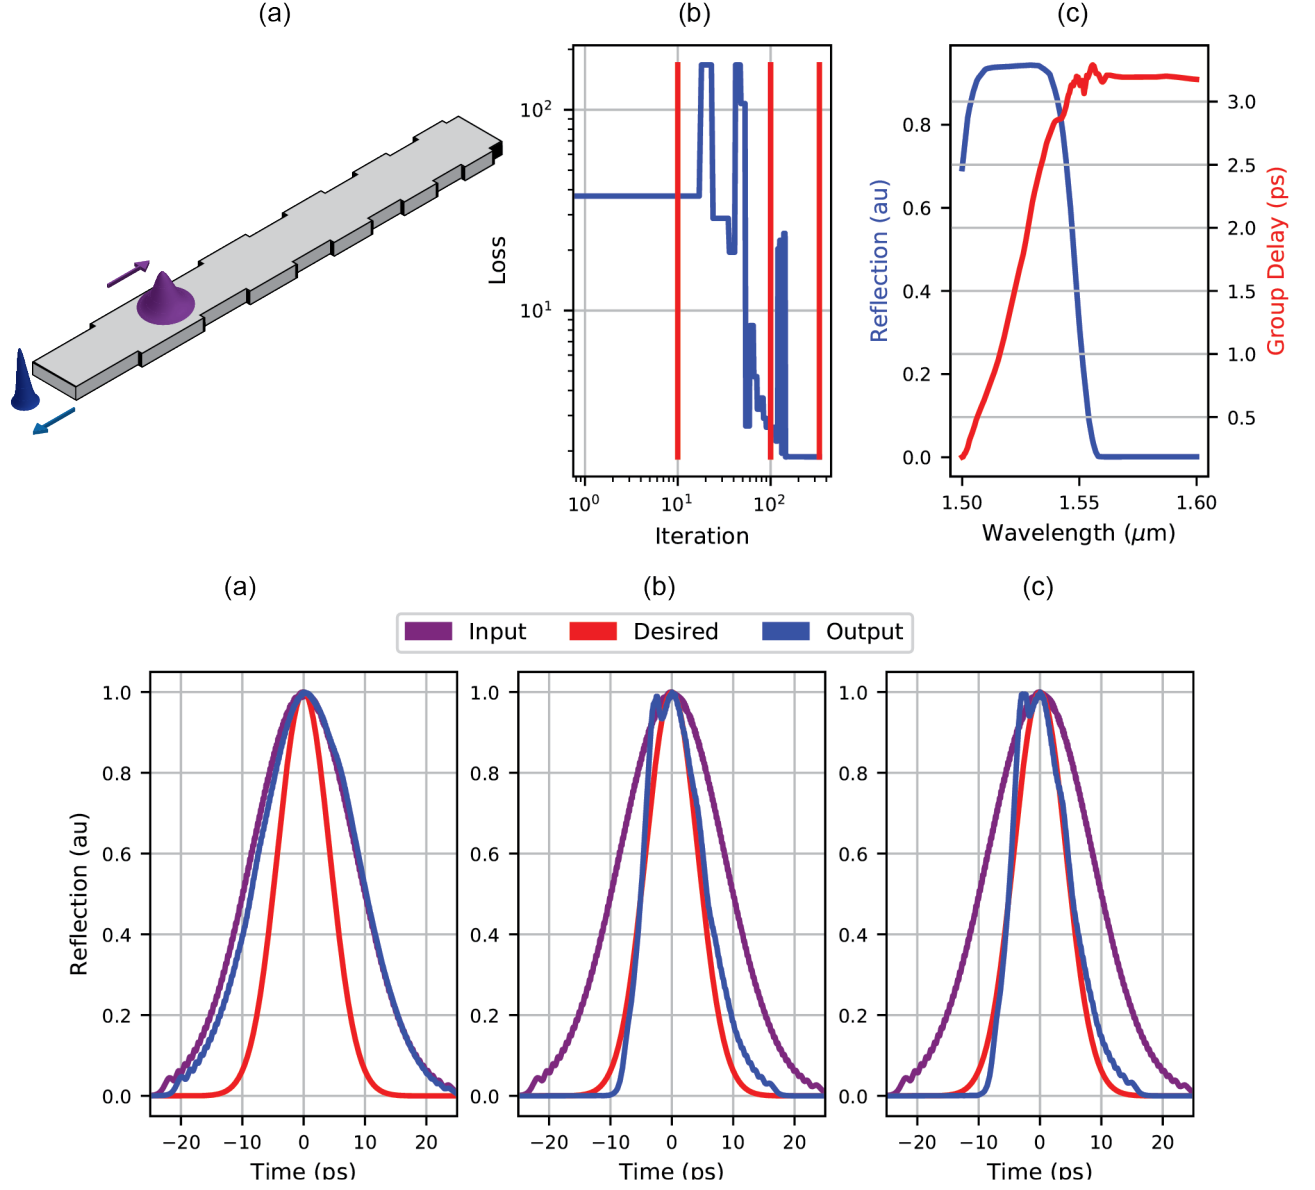 (a)
(b)
(c)
Loss
10²
10¹
10⁰ 10¹ 10²
Iteration
Reflection (au)
0.8
0.6
0.4
0.2
0.0
3.0
2.5
2.0
1.5
1.0
0.5
Group Delay (ps)
1.50 1.55 1.60
Wavelength (μm)
(a)
(b)
(c)
Input Desired Output
Reflection (au)
1.0
0.8
0.6
0.4
0.2
0.0
−20 −10 0 10 20
Time (ps)
1.0
0.8
0.6
0.4
0.2
0.0
−20 −10 0 10 20
Time (ps)
1.0
0.8
0.6
0.4
0.2
0.0
−20 −10 0 10 20
Time (ps)